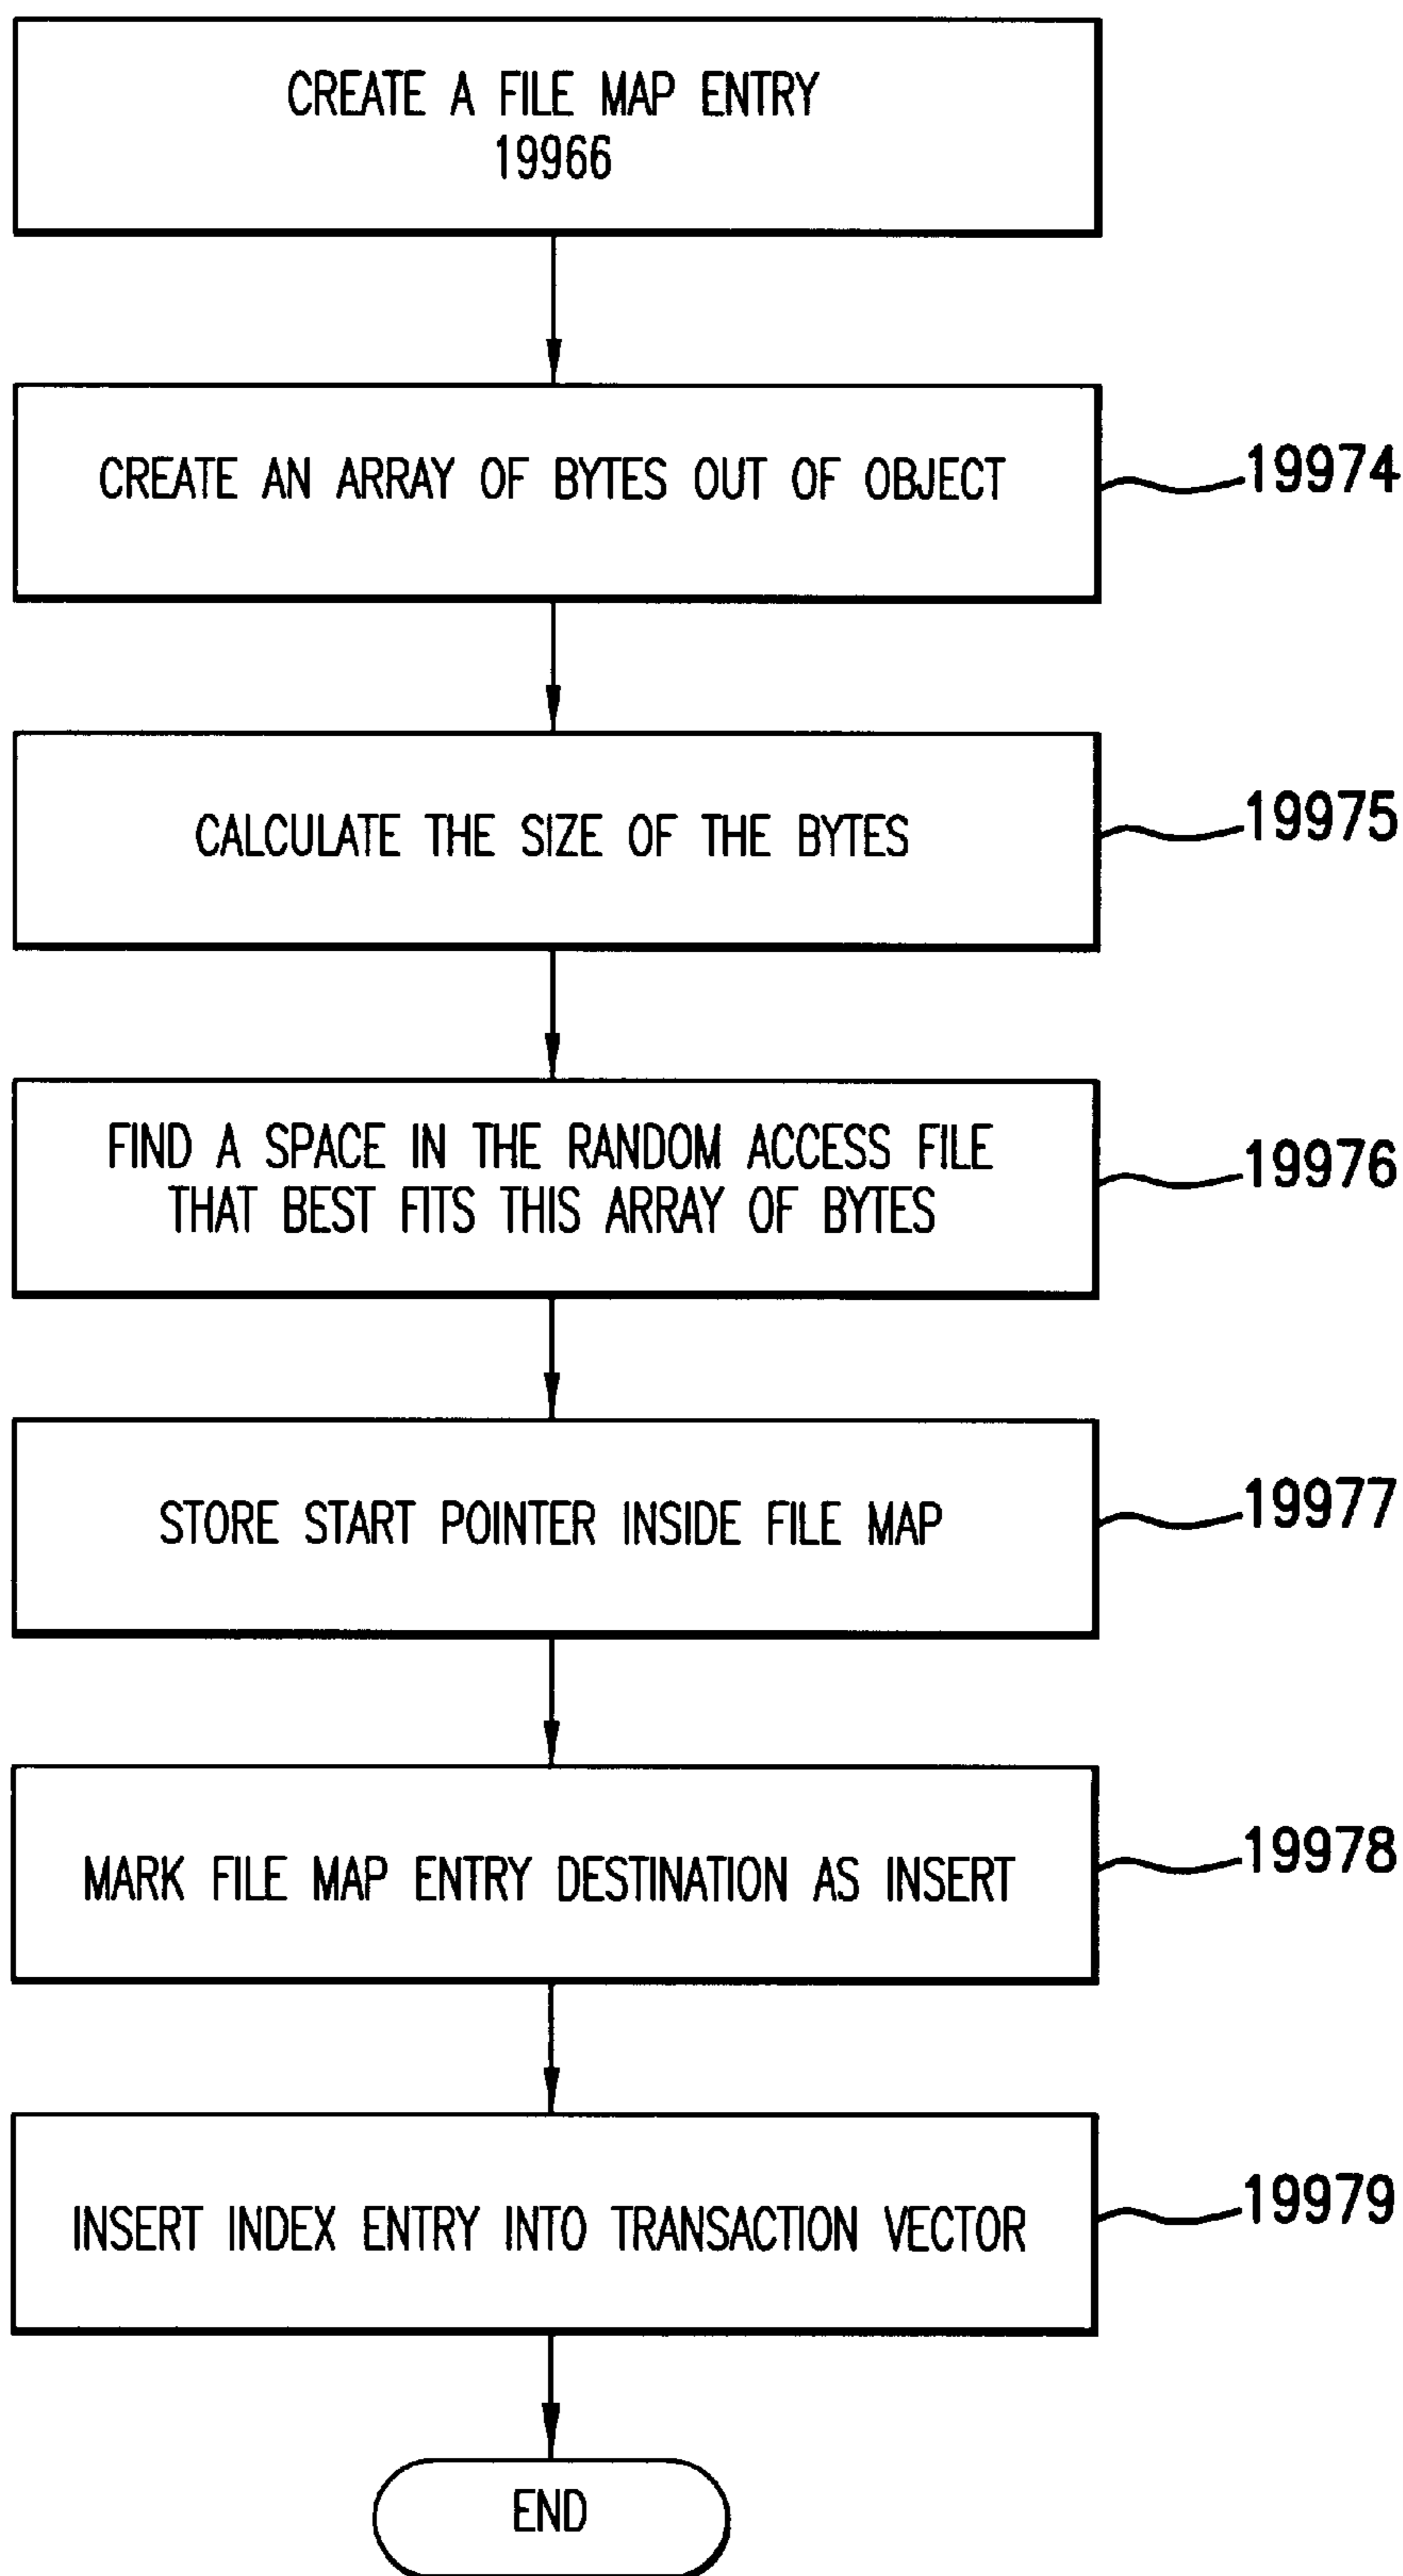 CREATE A FILE MAP ENTRY
19966
CREATE AN ARRAY OF BYTES OUT OF OBJECT
19974
CALCULATE THE SIZE OF THE BYTES
19975
FIND A SPACE IN THE RANDOM ACCESS FILE
THAT BEST FITS THIS ARRAY OF BYTES
19976
STORE START POINTER INSIDE FILE MAP
19977
MARK FILE MAP ENTRY DESTINATION AS INSERT
19978
INSERT INDEX ENTRY INTO TRANSACTION VECTOR
19979
END